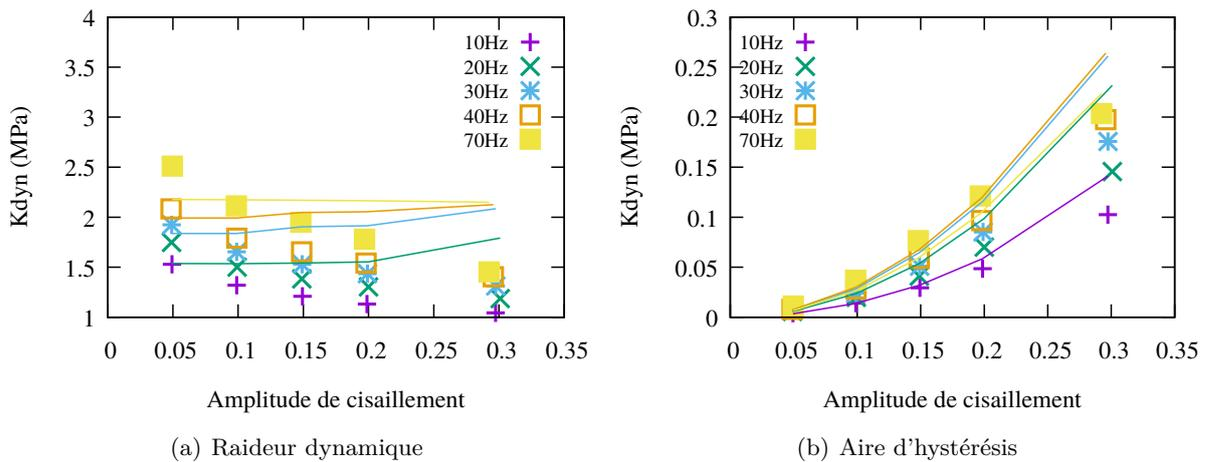 4
3.5
3
2.5
2
1.5
1
0 0.05 0.1 0.15 0.2 0.25 0.3 0.35
Kdyn (MPa)
Amplitude de cisaillement
10Hz
20Hz
30Hz
40Hz
70Hz
(a) Raideur dynamique
0.3
0.25
0.2
0.15
0.1
0.05
0
0 0.05 0.1 0.15 0.2 0.25 0.3 0.35
Kdyn (MPa)
Amplitude de cisaillement
10Hz
20Hz
30Hz
40Hz
70Hz
(b) Aire d'hystérésis